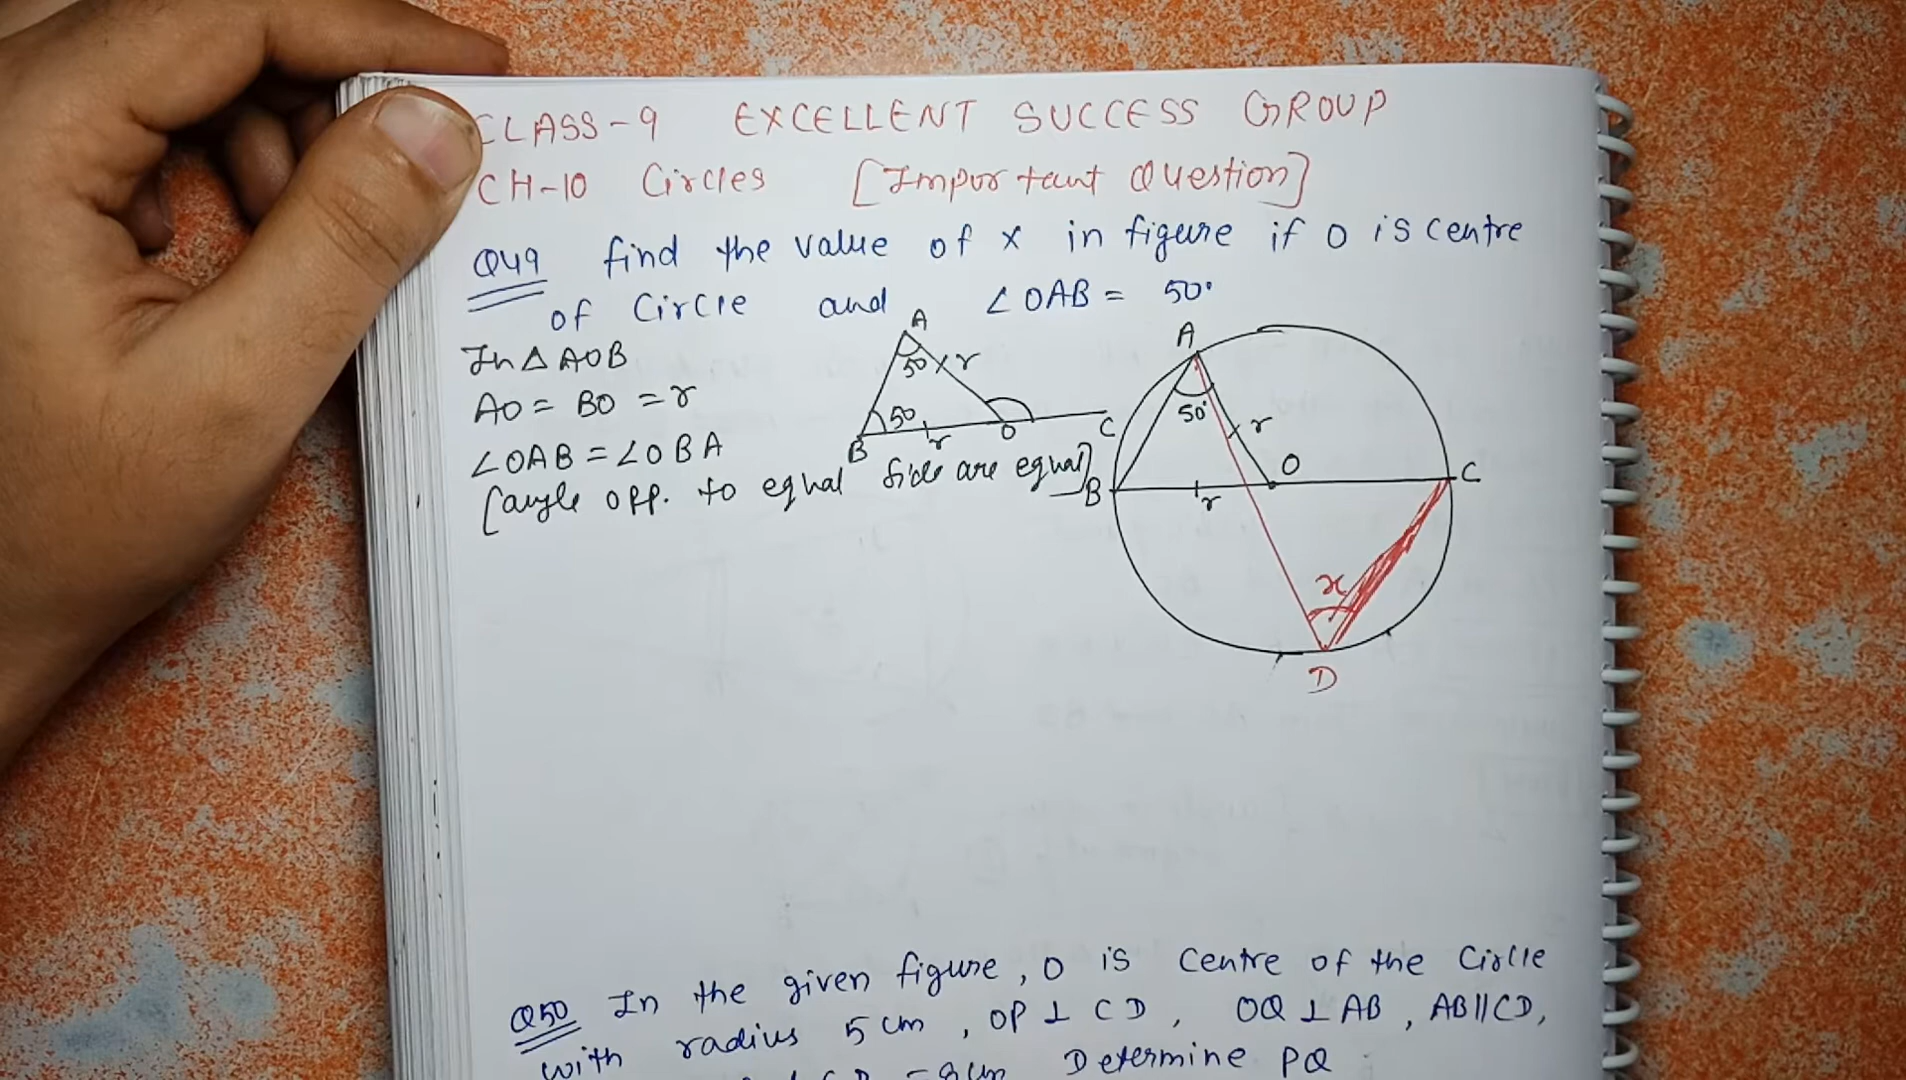 CLASS-9 EXCELLENT SUCCESS GROUP
CH-10 Circles [Important Question]
Q49 find the value of x in figure if O is centre
of Circle and ∠OAB = 50°
In △ AOB
AO = BO = r
∠OAB = ∠OBA
[angle opp. to equal side are equal]
A
50 r
50
B r O C
A
50° r
O
B r C
x
D
Q50 In the given figure, O is Centre of the Circle
with radius 5 cm, OP ⊥ CD, OQ ⊥ AB, AB||CD,
CD = 8cm Determine PQ